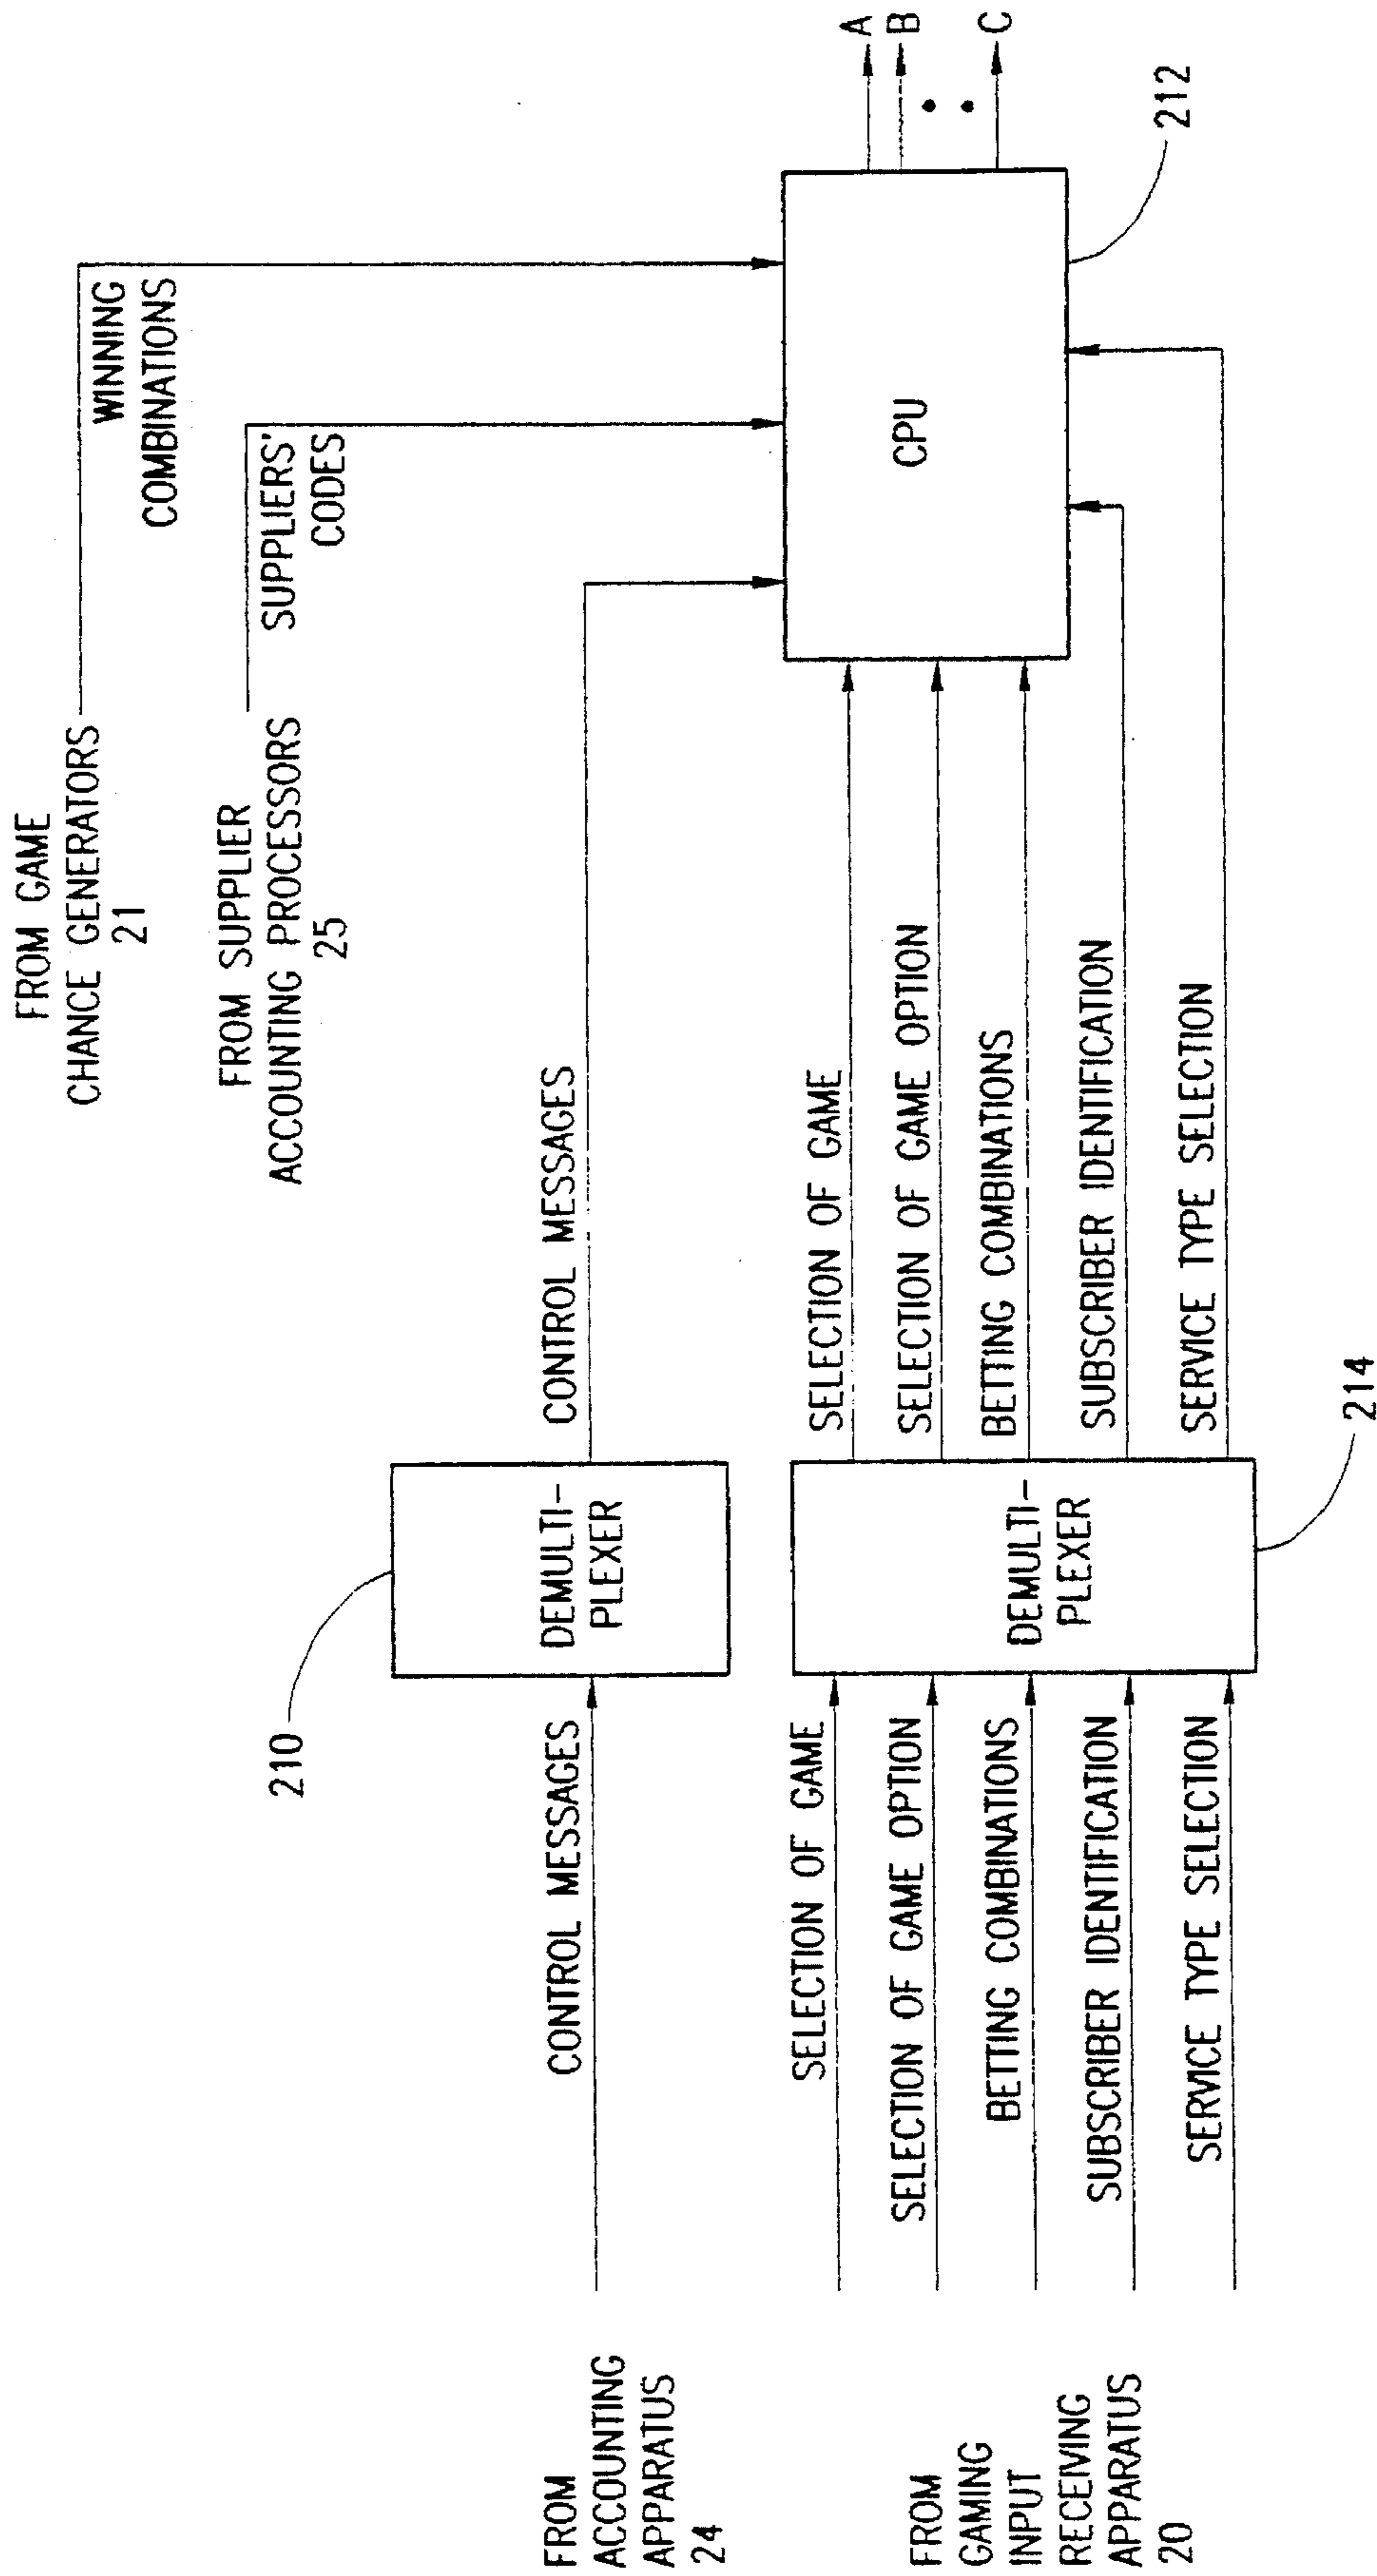 FROM GAME
CHANCE GENERATORS
21
WINNING
COMBINATIONS
FROM SUPPLIER
ACCOUNTING PROCESSORS
25
SUPPLIERS'
CODES
210
FROM
ACCOUNTING
APPARATUS
24
CONTROL MESSAGES
DEMULTI-
PLEXER
CONTROL MESSAGES
FROM
GAMING
INPUT
RECEIVING
APPARATUS
20
SELECTION OF GAME
SELECTION OF GAME OPTION
BETTING COMBINATIONS
SUBSCRIBER IDENTIFICATION
SERVICE TYPE SELECTION
DEMULTI-
PLEXER
214
SELECTION OF GAME
SELECTION OF GAME OPTION
BETTING COMBINATIONS
SUBSCRIBER IDENTIFICATION
SERVICE TYPE SELECTION
CPU
212
A
B
C